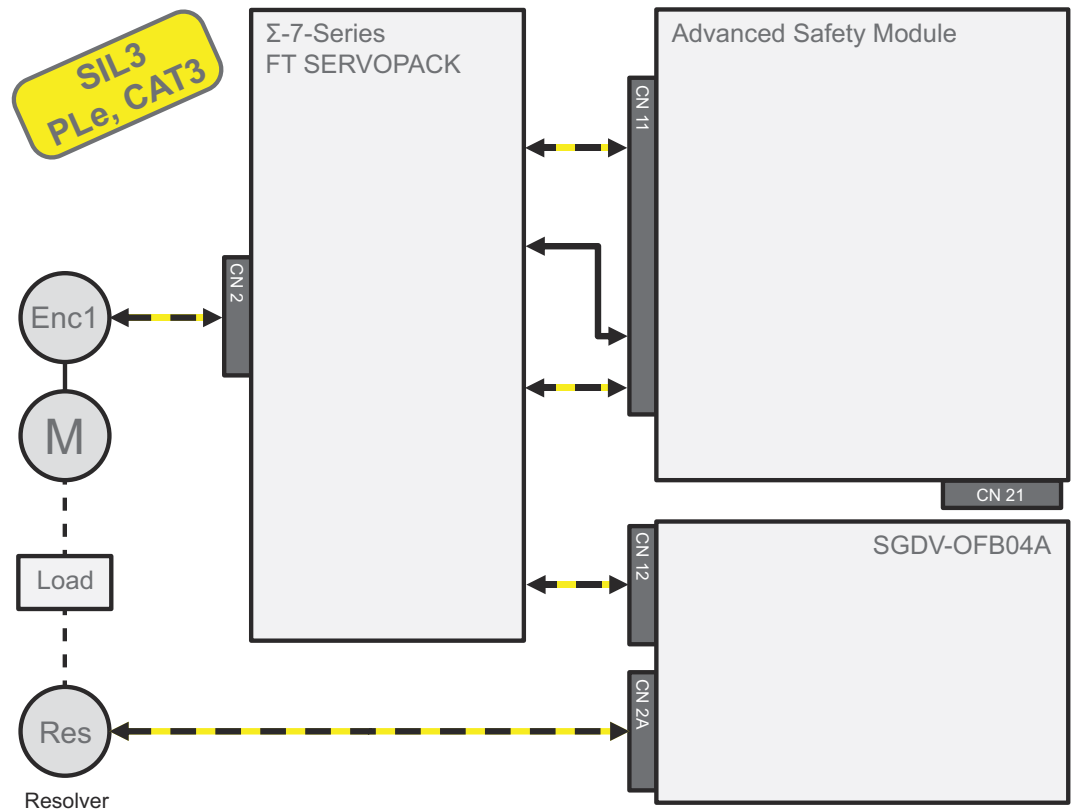 SIL3
PLe, CAT3
Σ-7-Series
FT SERVOPACK
Advanced Safety Module
CN 11
CN 2
Enc1
M
CN 21
SGDV-OFB04A
CN 12
Load
CN 2A
Res
Resolver